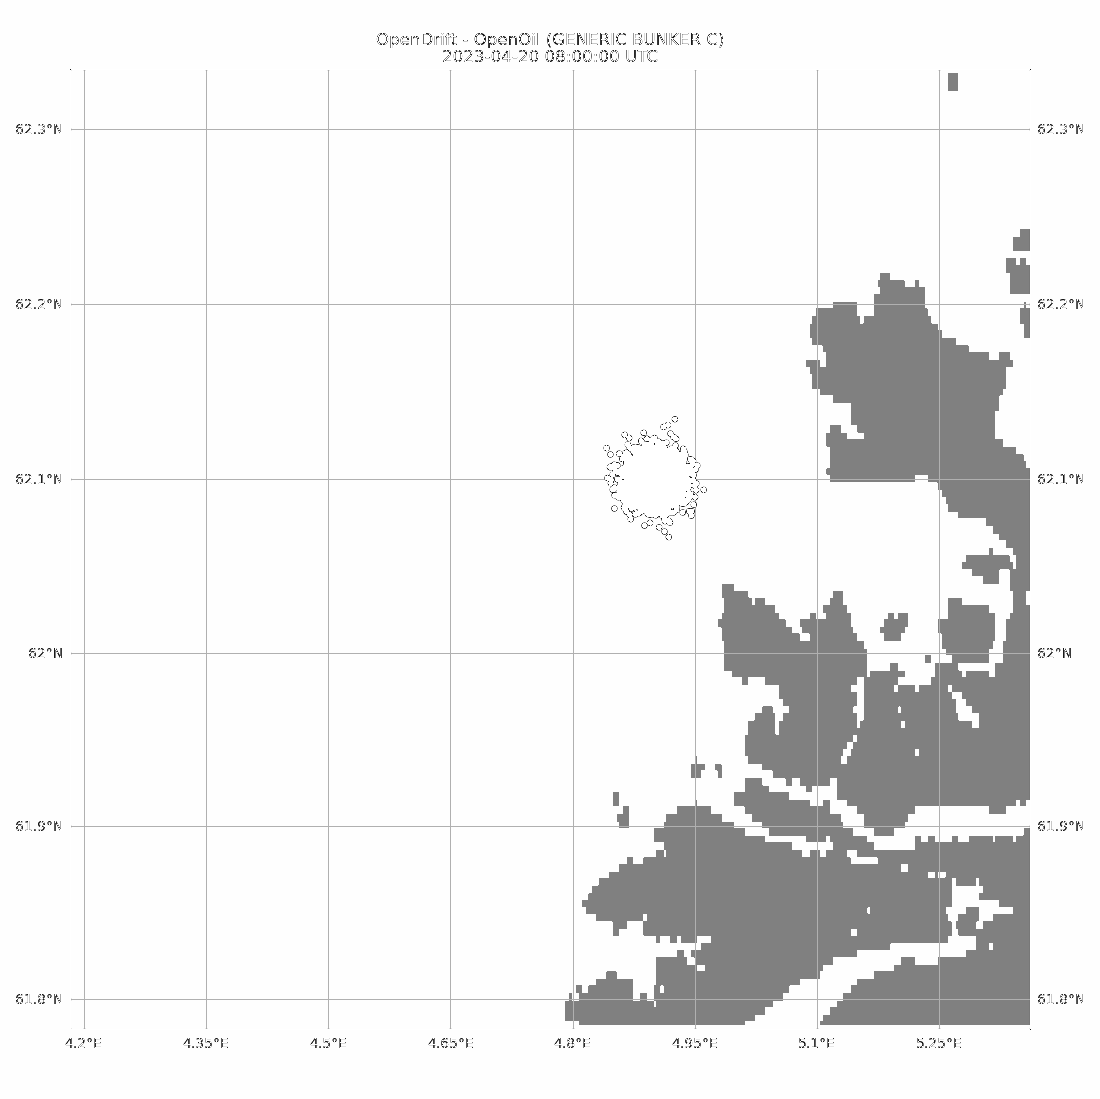 OpenDrift - OpenOil (GENERIC BUNKER C)
2023-04-20 08:00:00 UTC
62.3°N 62.3°N
62.2°N 62.2°N
62.1°N 62.1°N
62°N 62°N
61.9°N 61.9°N
61.8°N 61.8°N
4.2°E 4.35°E 4.5°E 4.65°E 4.8°E 4.95°E 5.1°E 5.25°E